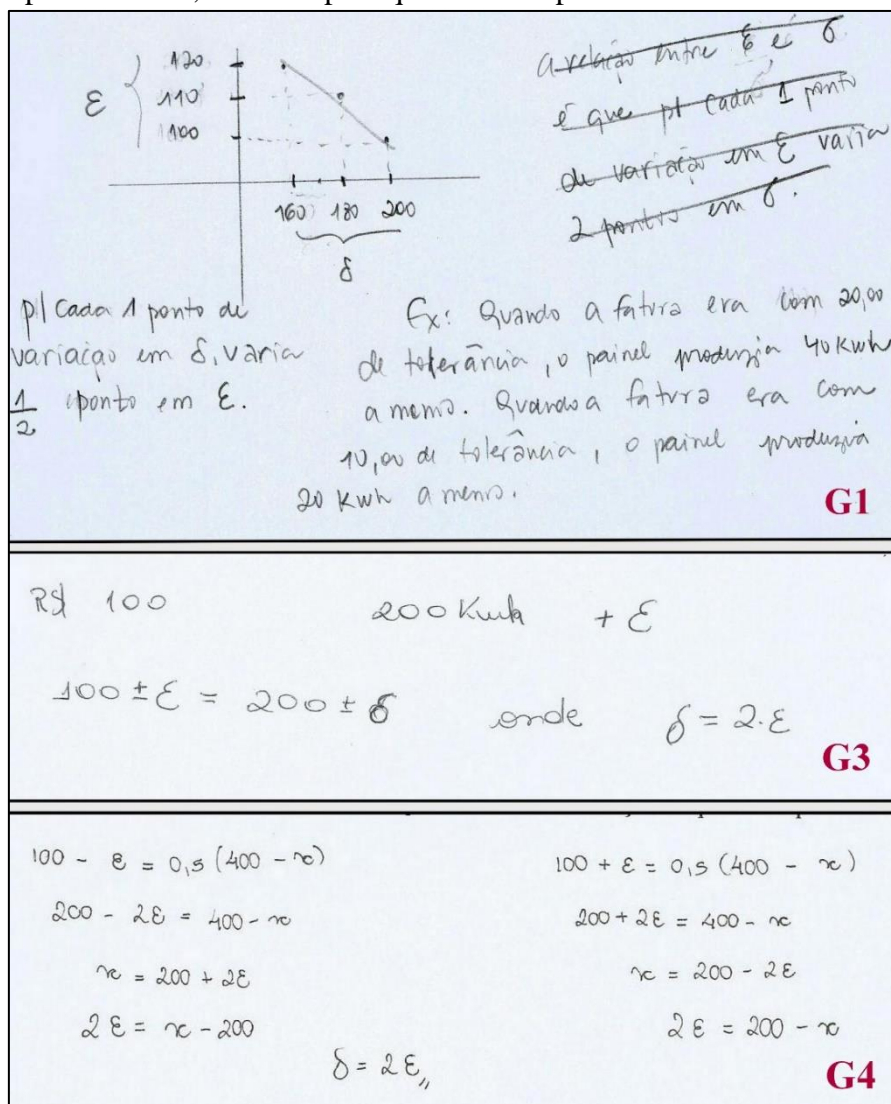 120
ε
110
100
160 180 200
δ
a relação entre ε e δ
é que p/ cada 1 ponto
de variação em ε varia
2 pontos em δ.
p/ cada 1 ponto de
variação em δ, varia
1/2 ponto em ε.
Ex: Quando a fatura era com 20,00
de tolerância, o painel produzia 40 Kwh
a menos. Quando a fatura era com
10,00 de tolerância, o painel produzia
20 Kwh a menos.
G1
R$ 100 200 Kwh + ε
100 ± ε = 200 ± δ onde δ = 2.ε
G3
100 - ε = 0,5 (400 - x)
200 - 2ε = 400 - x
x = 200 + 2ε
2ε = x - 200
100 + ε = 0,5 (400 - x)
200 + 2ε = 400 - x
x = 200 - 2ε
2ε = 200 - x
δ = 2ε,,
G4